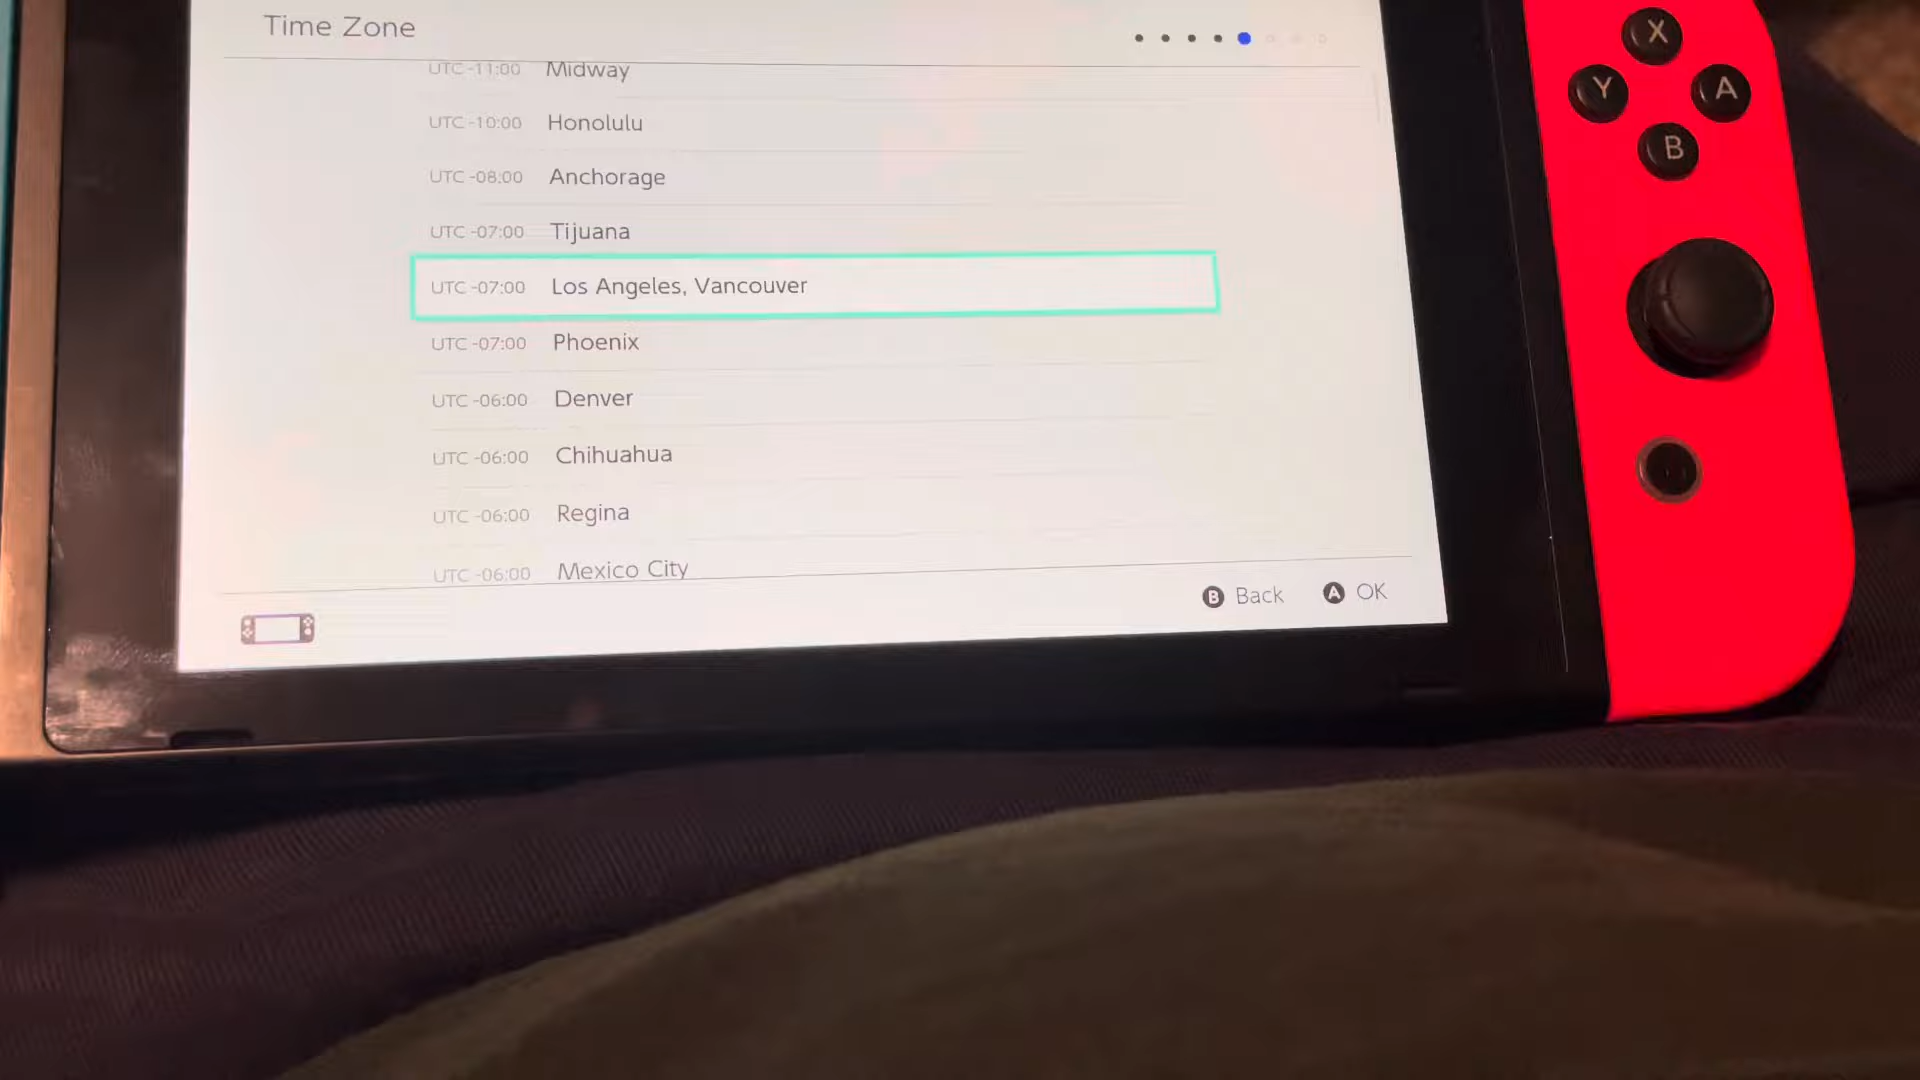 Time Zone
UTC -11:00 Midway
UTC -10:00 Honolulu
UTC -08:00 Anchorage
UTC -07:00 Tijuana
UTC -07:00 Los Angeles, Vancouver
UTC -07:00 Phoenix
UTC -06:00 Denver
UTC -06:00 Chihuahua
UTC -06:00 Regina
UTC -06:00 Mexico City
B Back A OK
X
Y A
B